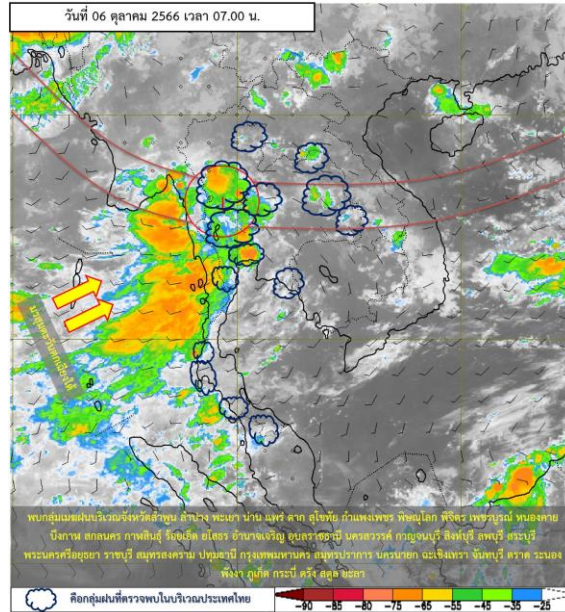 วันที่ 06 ตุลาคม 2566 เวลา 07.00 น.
มรสุมตะวันตกเฉียงใต้
พบกลุ่มเมฆฝนบริเวณจังหวัดลำพูน ลำปาง พะเยา น่าน แพร่ ตาก สุโขทัย กำแพงเพชร พิษณุโลก พิจิตร เพชรบูรณ์ หนองคาย
บึงกาฬ สกลนคร กาฬสินธุ์ ร้อยเอ็ด ยโสธร อำนาจเจริญ อุบลราชธานี นครสวรรค์ กาญจนบุรี สิงห์บุรี ลพบุรี สระบุรี
พระนครศรีอยุธยา ราชบุรี สมุทรสงคราม ปทุมธานี กรุงเทพมหานคร สมุทรปราการ นครนายก ฉะเชิงเทรา จันทบุรี ตราด ระนอง
พังงา ภูเก็ต กระบี่ ตรัง สตูล ยะลา
คือกลุ่มฝนที่ตรวจพบในบริเวณประเทศไทย
-90 -80 -75 -65 -55 -45 -35 25